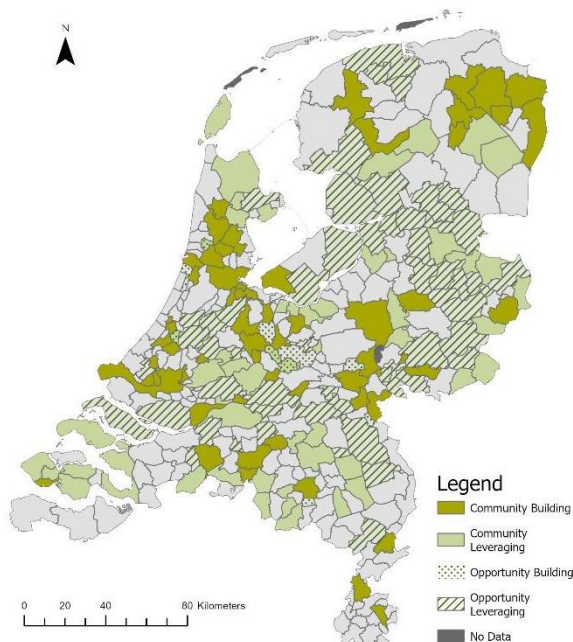 N
Legend
Community Building
Community
Leveraging
Opportunity Building
Opportunity
Leveraging
No Data
0 20 40 80 Kilometers